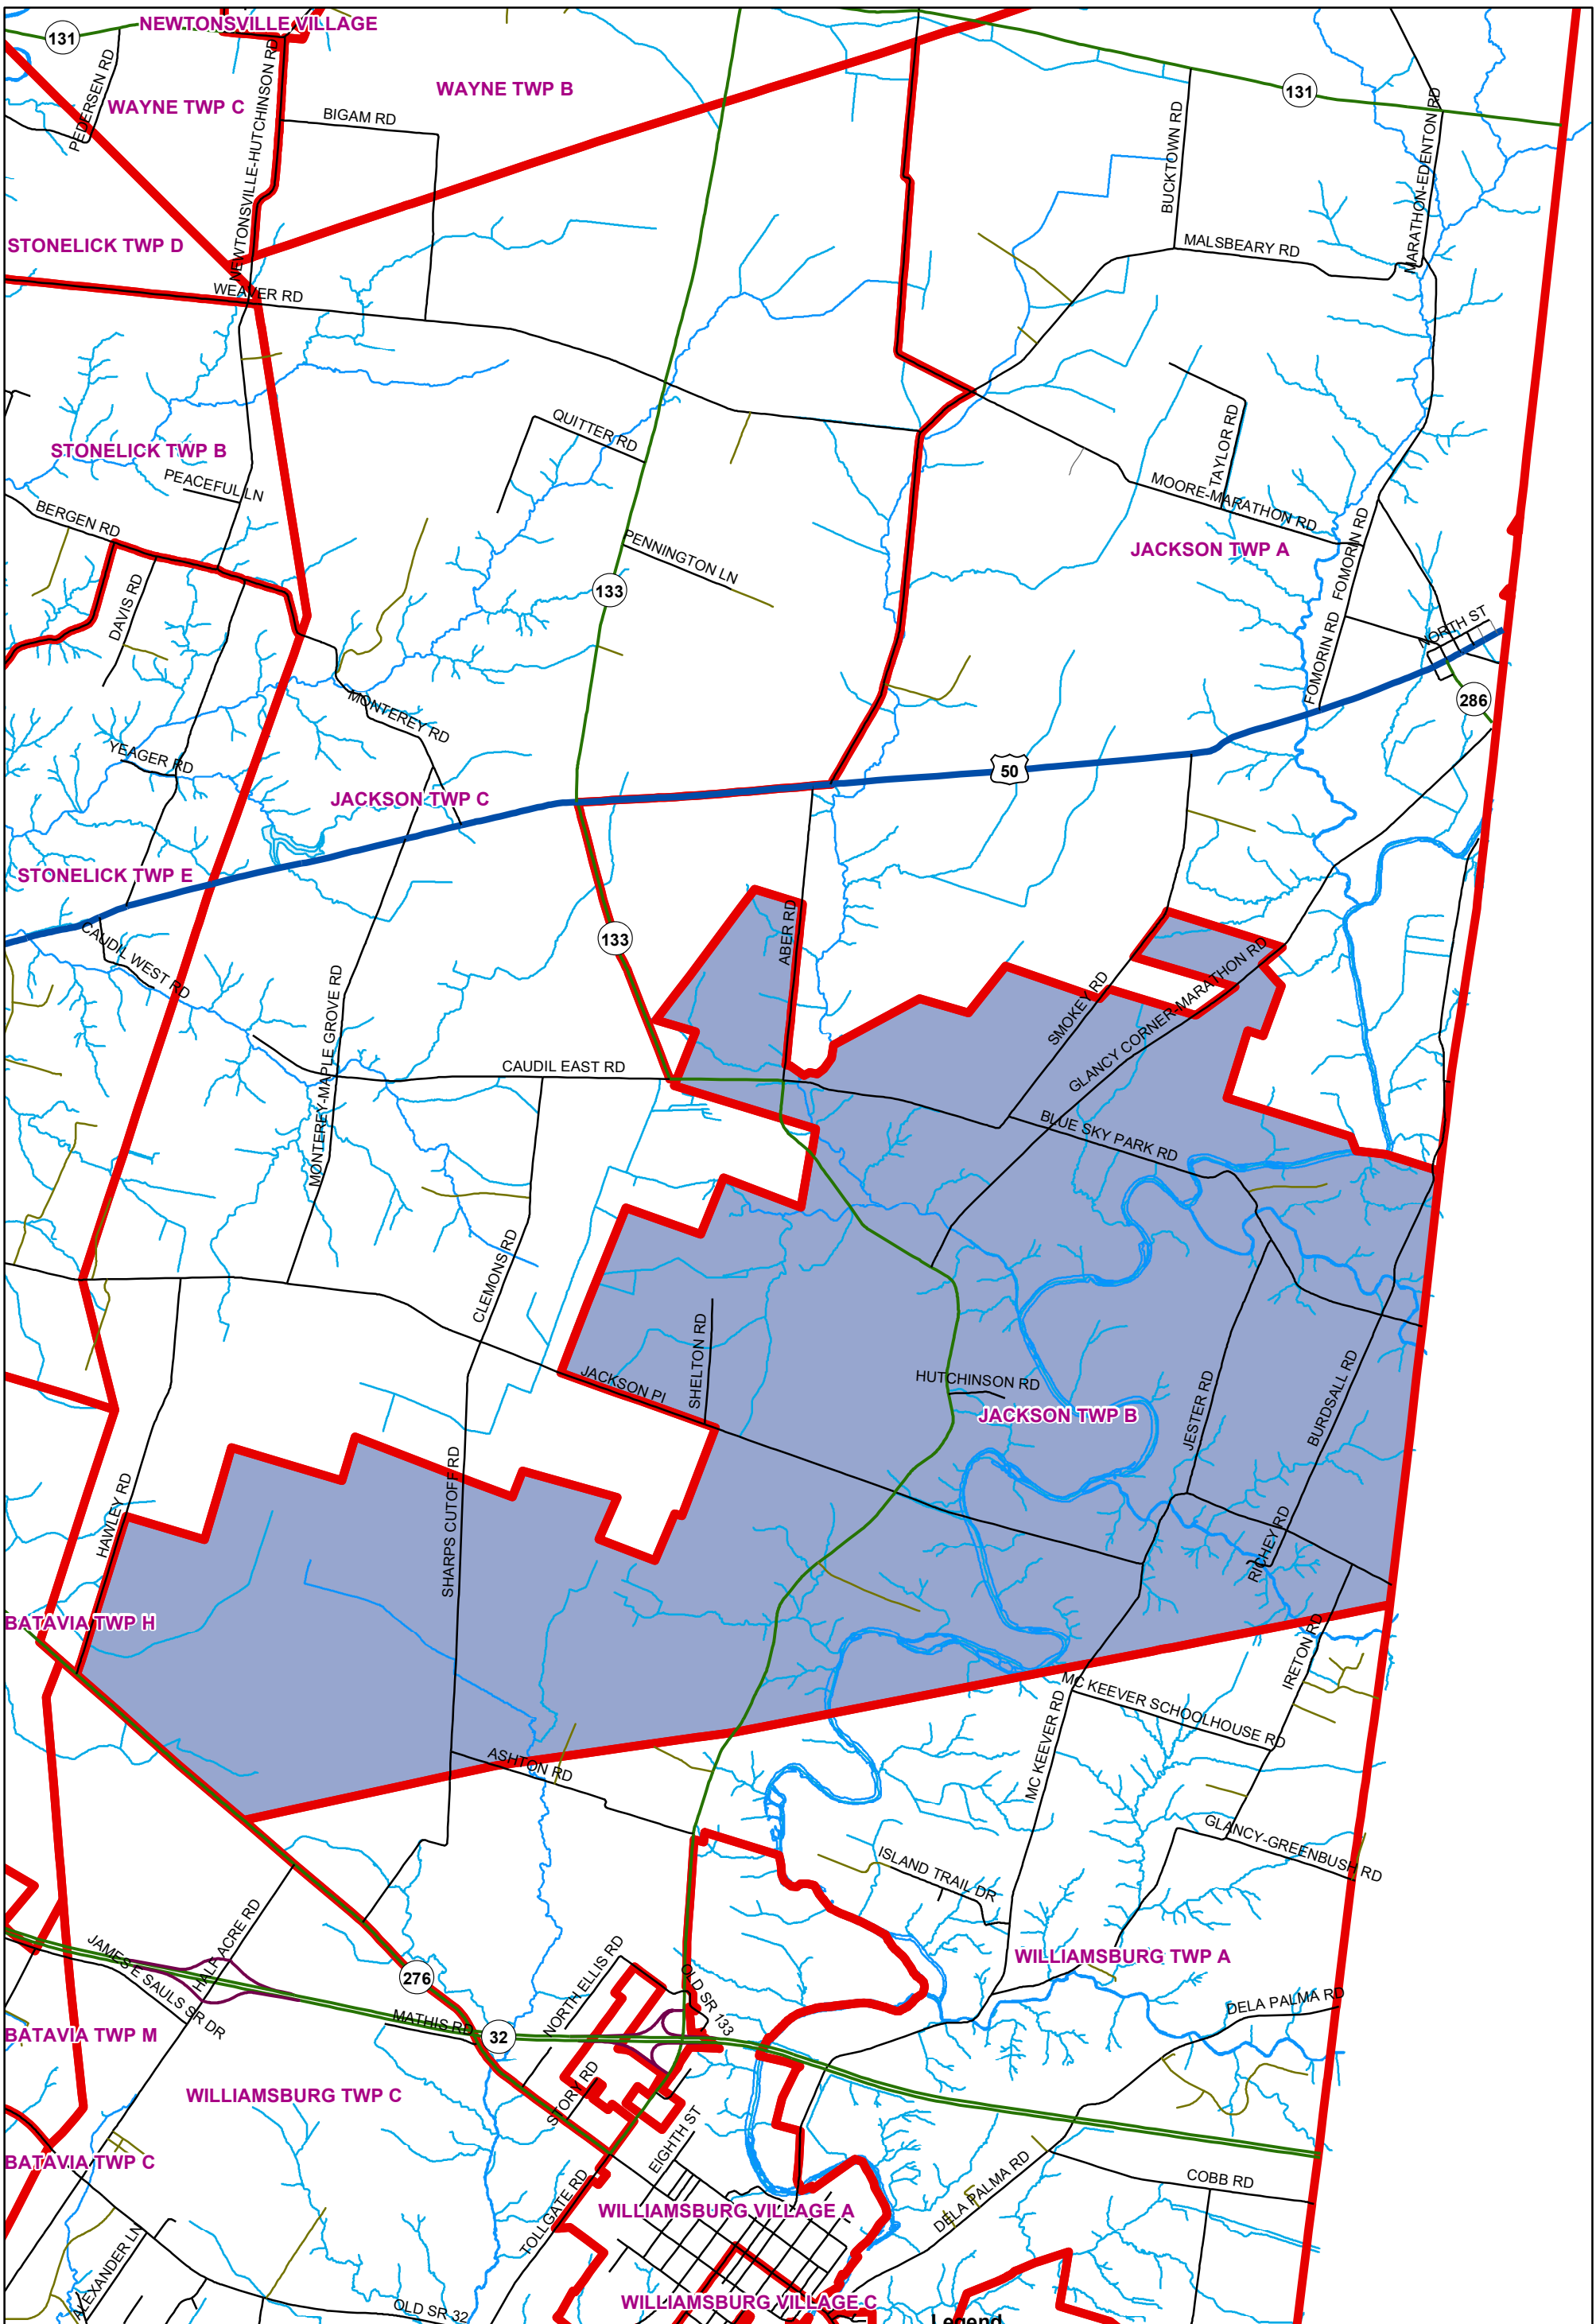 NEWTONSVILLE VILLAGE
131
PEDERSEN RD
WAYNE TWP C
WAYNE TWP B
NEWTONSVILLE-HUTCHINSON RD
BIGAM RD
131
BUCKTOWN RD
MARATHON-EDENTON RD
STONELICK TWP D
MALSBEARY RD
WEAVER RD
QUITTER RD
TAYLOR RD
STONELICK TWP B
PEACEFUL LN
MOORE-MARATHON RD
BERGEN RD
PENNINGTON LN
JACKSON TWP A
FOMORIN RD
133
DAVIS RD
NORTH ST
FOMORIN RD
286
MONTEREY RD
YEAGER RD
50
JACKSON TWP C
STONELICK TWP E
CAUDIL WEST RD
133
ABER RD
MONTEREY-MAPLE GROVE RD
SMOKEY RD
GLANCY CORNER-MARATHON RD
CAUDIL EAST RD
BLUE SKY PARK RD
CLEMONS RD
SHELTON RD
JACKSON PI
HUTCHINSON RD
JACKSON TWP B
JESTER RD
BURDSALL RD
HAWLEY RD
SHARPS CUTOFF RD
RICHEY RD
BATAVIA TWP H
IRETON RD
MC KEEVER SCHOOLHOUSE RD
MC KEEVER RD
ASHTON RD
GLANCY-GREENBUSH RD
ISLAND TRAIL DR
HALF ACRE RD
JAMES E SAULS SR DR
276
NORTH ELLIS RD
OLD SR 133
WILLIAMSBURG TWP A
DELA PALMA RD
MATHIS RD
32
BATAVIA TWP M
STORY RD
WILLIAMSBURG TWP C
EIGHTH ST
BATAVIA TWP C
TOLLGATE RD
DELA PALMA RD
COBB RD
WILLIAMSBURG VILLAGE A
ALEXANDER LN
OLD SR 32
WILLIAMSBURG VILLAGE C
Legend